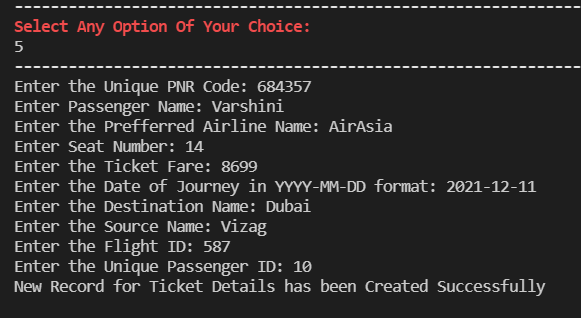 --------------------------------------------------------------
Select Any Option Of Your Choice:
5
--------------------------------------------------------------
Enter the Unique PNR Code: 684357
Enter Passenger Name: Varshini
Enter the Prefferred Airline Name: AirAsia
Enter Seat Number: 14
Enter the Ticket Fare: 8699
Enter the Date of Journey in YYYY-MM-DD format: 2021-12-11
Enter the Destination Name: Dubai
Enter the Source Name: Vizag
Enter the Flight ID: 587
Enter the Unique Passenger ID: 10
New Record for Ticket Details has been Created Successfully